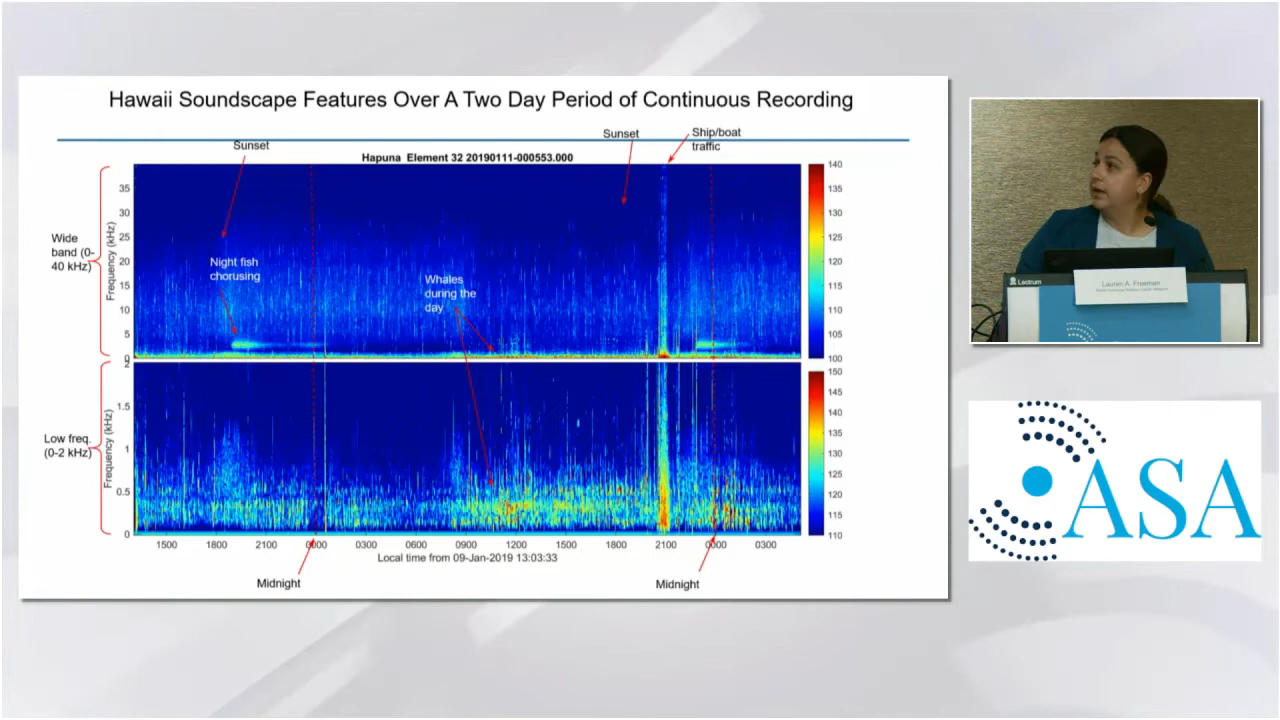 Hawaii Soundscape Features Over A Two Day Period of Continuous Recording
Sunset
Sunset
Ship/boat
traffic
Hapuna Element 32 20190111-000553.000
Wide
band (0-
40 kHz)
Frequency (kHz)
35
30
25
20
15
10
5
0
Night fish
chorusing
Whales
during the
day
140
135
130
125
120
115
110
105
100
Low freq.
(0-2 kHz)
Frequency (kHz)
2
1.5
1
0.5
0
150
145
140
135
130
125
120
115
110
1500 1800 2100 0000 0300 0600 0900 1200 1500 1800 2100 0000 0300
Local time from 09-Jan-2019 13:03:33
Midnight
Midnight
Lectrum
Lauren A. Freeman
ASA